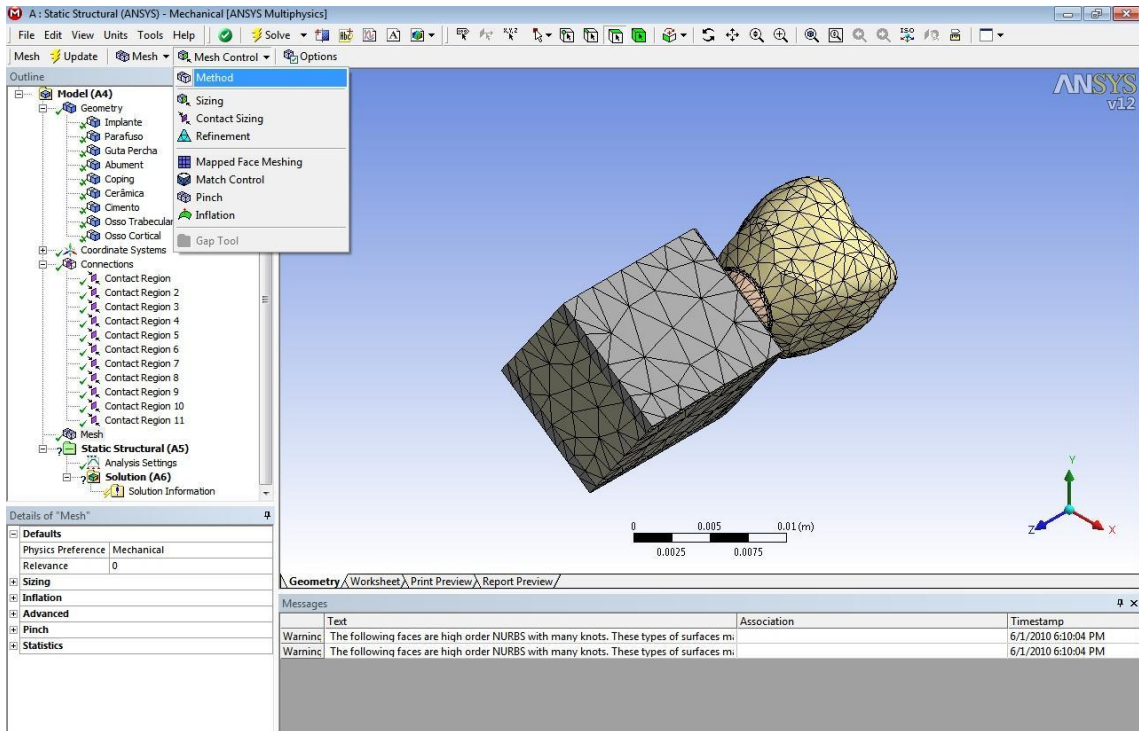 A : Static Structural (ANSYS) - Mechanical [ANSYS Multiphysics]
File Edit View Units Tools Help Solve
Mesh Update Mesh Mesh Control Options
Outline
Model (A4)
Geometry
Implante
Parafuso
Guta Percha
Abument
Coping
Cerâmica
Cimento
Osso Trabecular
Osso Cortical
Coordinate Systems
Connections
Contact Region
Contact Region 2
Contact Region 3
Contact Region 4
Contact Region 5
Contact Region 6
Contact Region 7
Contact Region 8
Contact Region 9
Contact Region 10
Contact Region 11
Mesh
Static Structural (A5)
Analysis Settings
Solution (A6)
Solution Information
Method
Sizing
Contact Sizing
Refinement
Mapped Face Meshing
Match Control
Pinch
Inflation
Gap Tool
ANSYS
v12
0 0.005 0.01 (m)
0.0025 0.0075
Y
Z X
Details of "Mesh"
Defaults
Physics Preference Mechanical
Relevance 0
Sizing
Inflation
Advanced
Pinch
Statistics
Geometry Worksheet Print Preview Report Preview
Messages
Text Association Timestamp
Warning The following faces are high order NURBS with many knots. These types of surfaces 6/1/2010 6:10:04 PM
Warning The following faces are high order NURBS with many knots. These types of surfaces 6/1/2010 6:10:04 PM